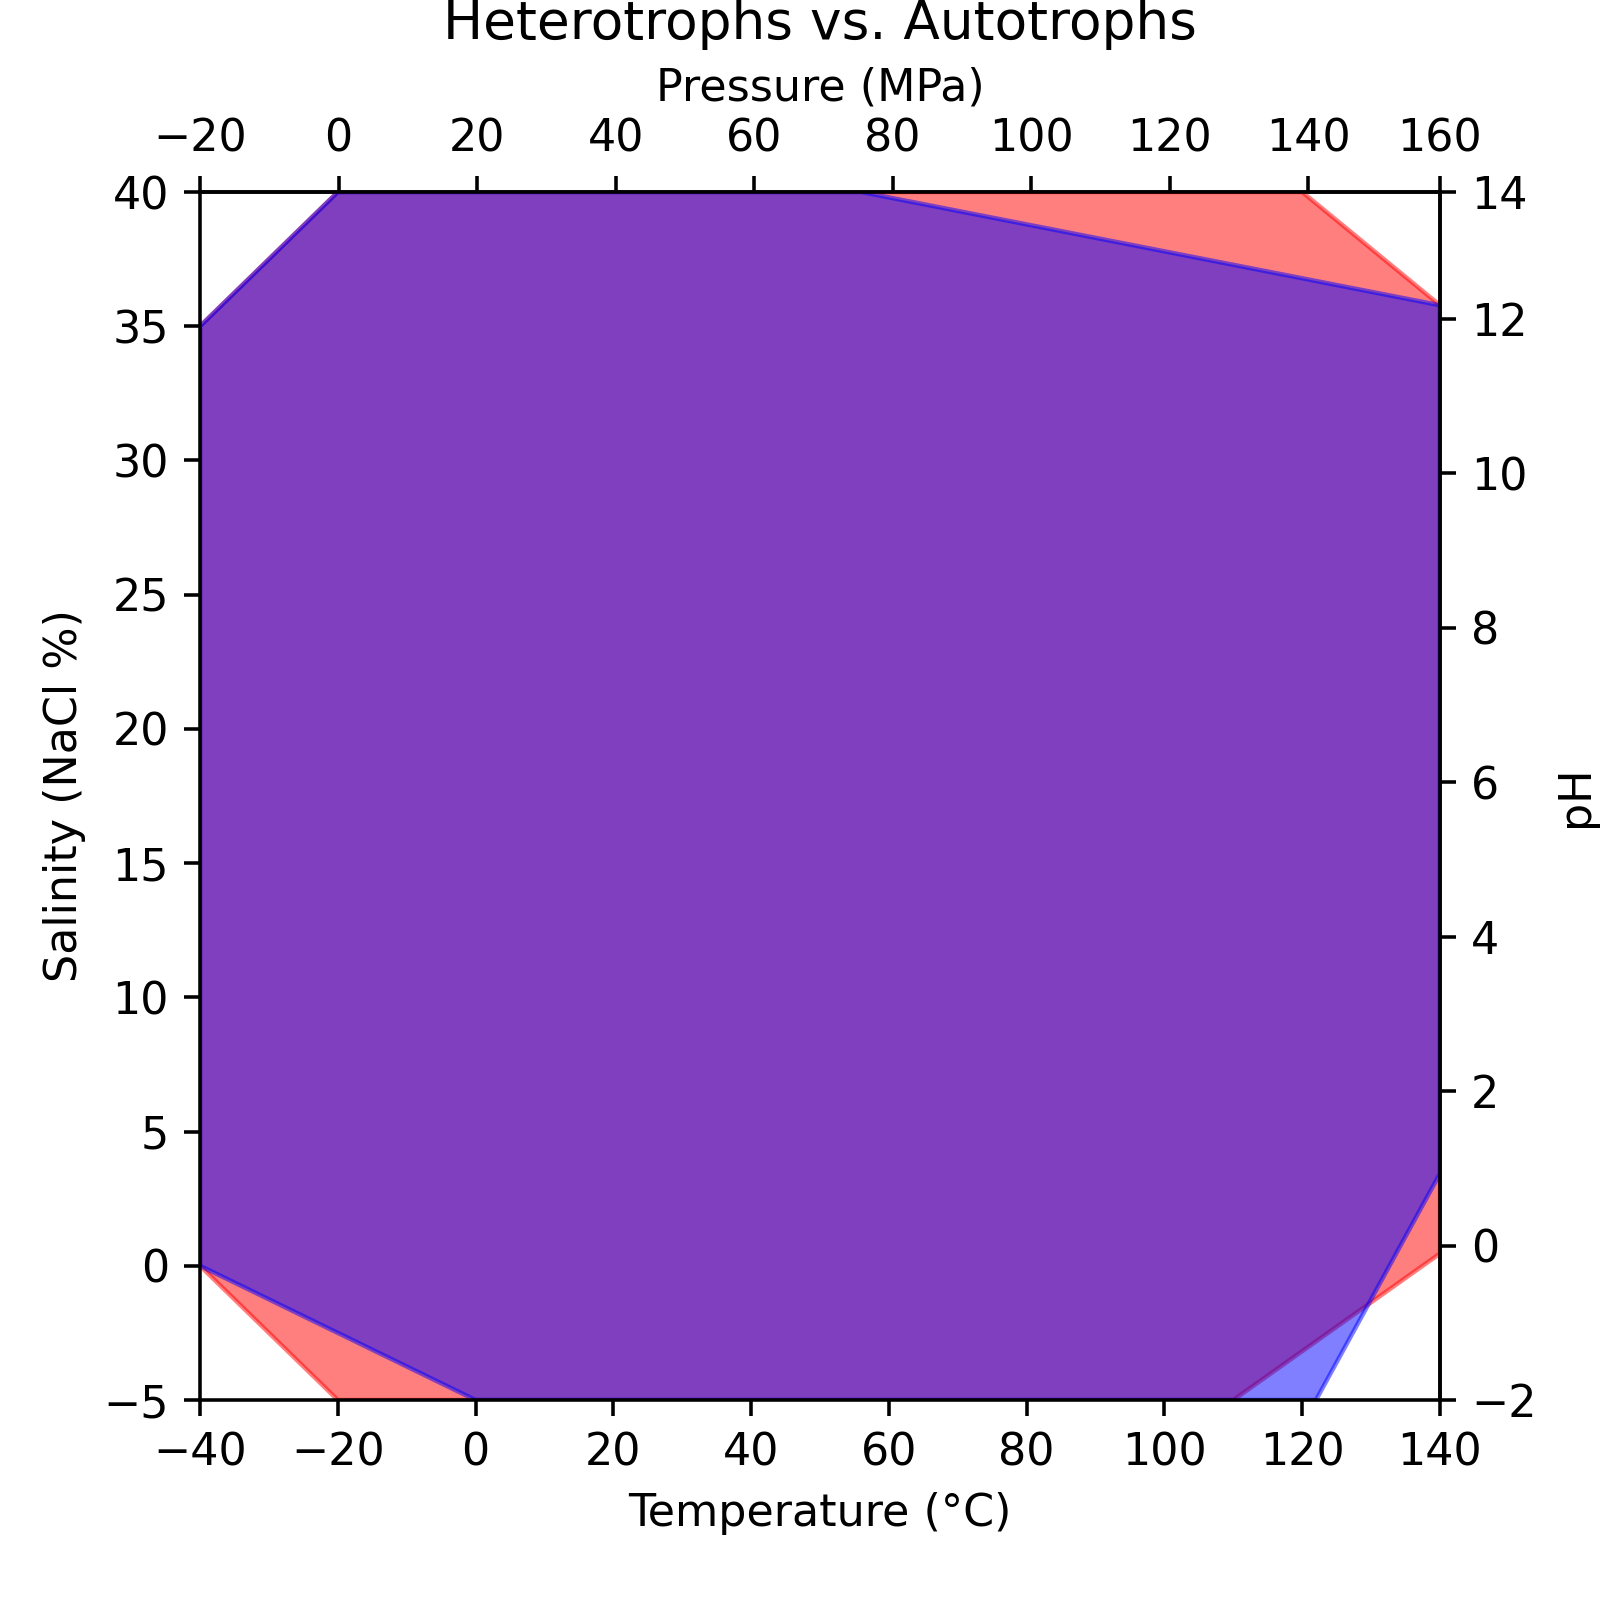 Heterotrophs vs. Autotrophs
Pressure (MPa)
−20 0 20 40 60 80 100 120 140 160
40 14
35 12
30 10
25 8
20 6
15 4
10 2
5 0
0 −2
−5
Salinity (NaCl %)
pH
−40 −20 0 20 40 60 80 100 120 140
Temperature (°C)